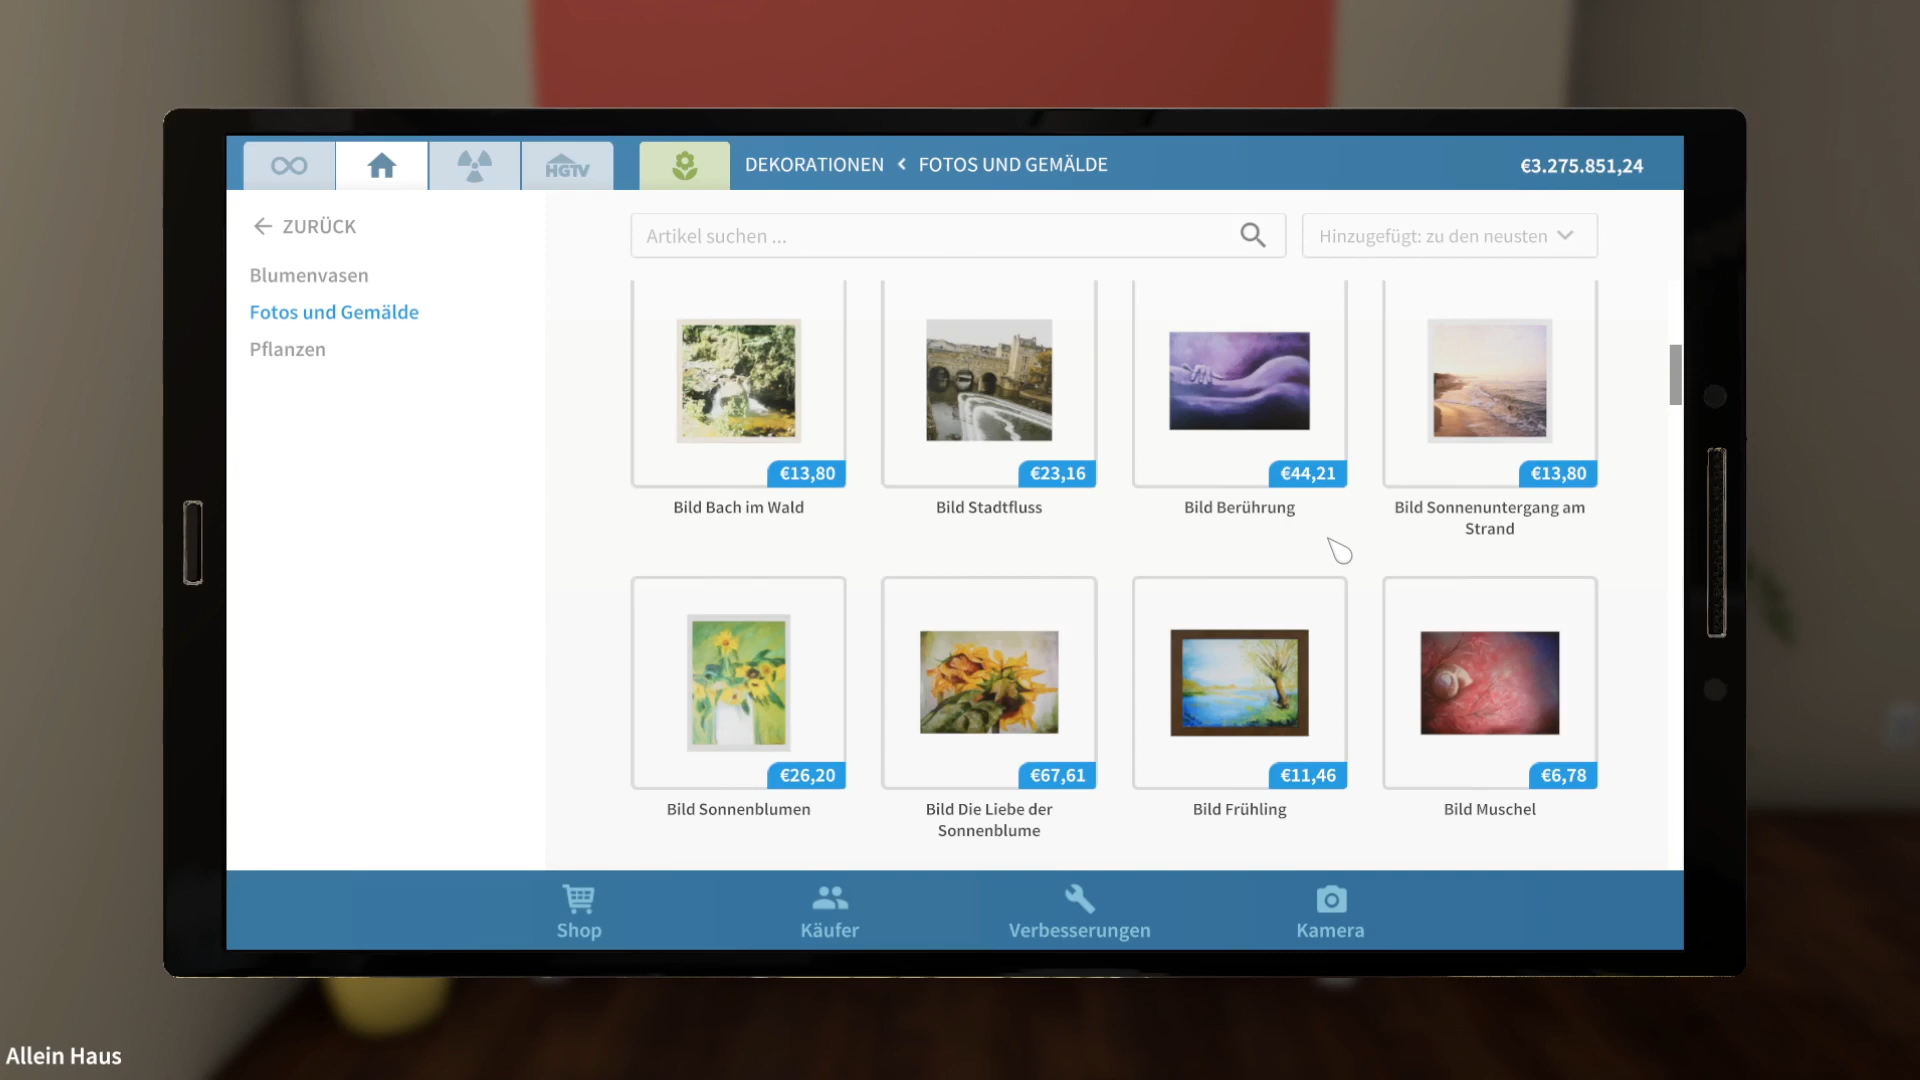 HGTV
DEKORATIONEN < FOTOS UND GEMÄLDE
€3.275.851,24
ZURÜCK
Blumenvasen
Fotos und Gemälde
Pflanzen
Artikel suchen ...
Hinzugefügt: zu den neusten
€13,80
€23,16
€44,21
€13,80
Bild Bach im Wald
Bild Stadtfluss
Bild Berührung
Bild Sonnenuntergang am
Strand
€26,20
€67,61
€11,46
€6,78
Bild Sonnenblumen
Bild Die Liebe der
Sonnenblume
Bild Frühling
Bild Muschel
Shop
Käufer
Verbesserungen
Kamera
Allein Haus